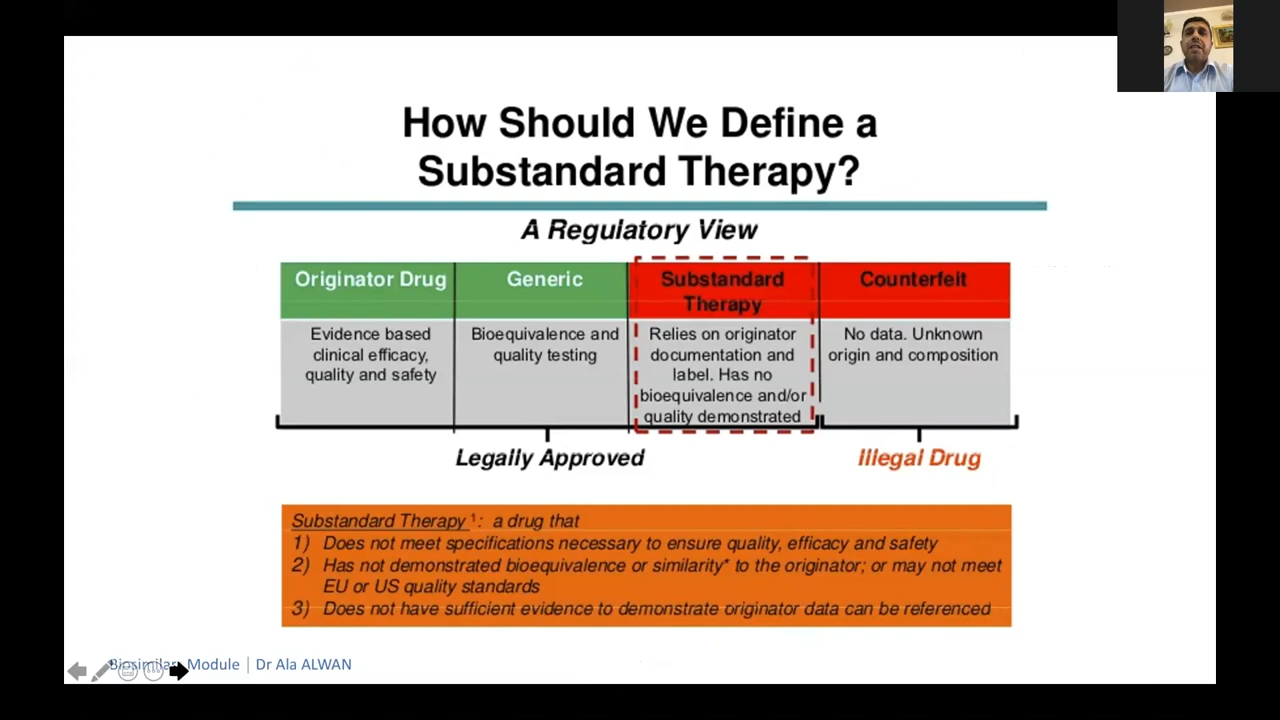 How Should We Define a
Substandard Therapy?
A Regulatory View
Originator Drug
Generic
Substandard
Therapy
Counterfeit
Evidence based
clinical efficacy,
quality and safety
Bioequivalence and
quality testing
Relies on originator
documentation and
label. Has no
bioequivalence and/or
quality demonstrated
No data. Unknown
origin and composition
Legally Approved
Illegal Drug
Substandard Therapy ¹: a drug that
1) Does not meet specifications necessary to ensure quality, efficacy and safety
2) Has not demonstrated bioequivalence or similarity* to the originator; or may not meet
EU or US quality standards
3) Does not have sufficient evidence to demonstrate originator data can be referenced
Biosimilars Module | Dr Ala ALWAN